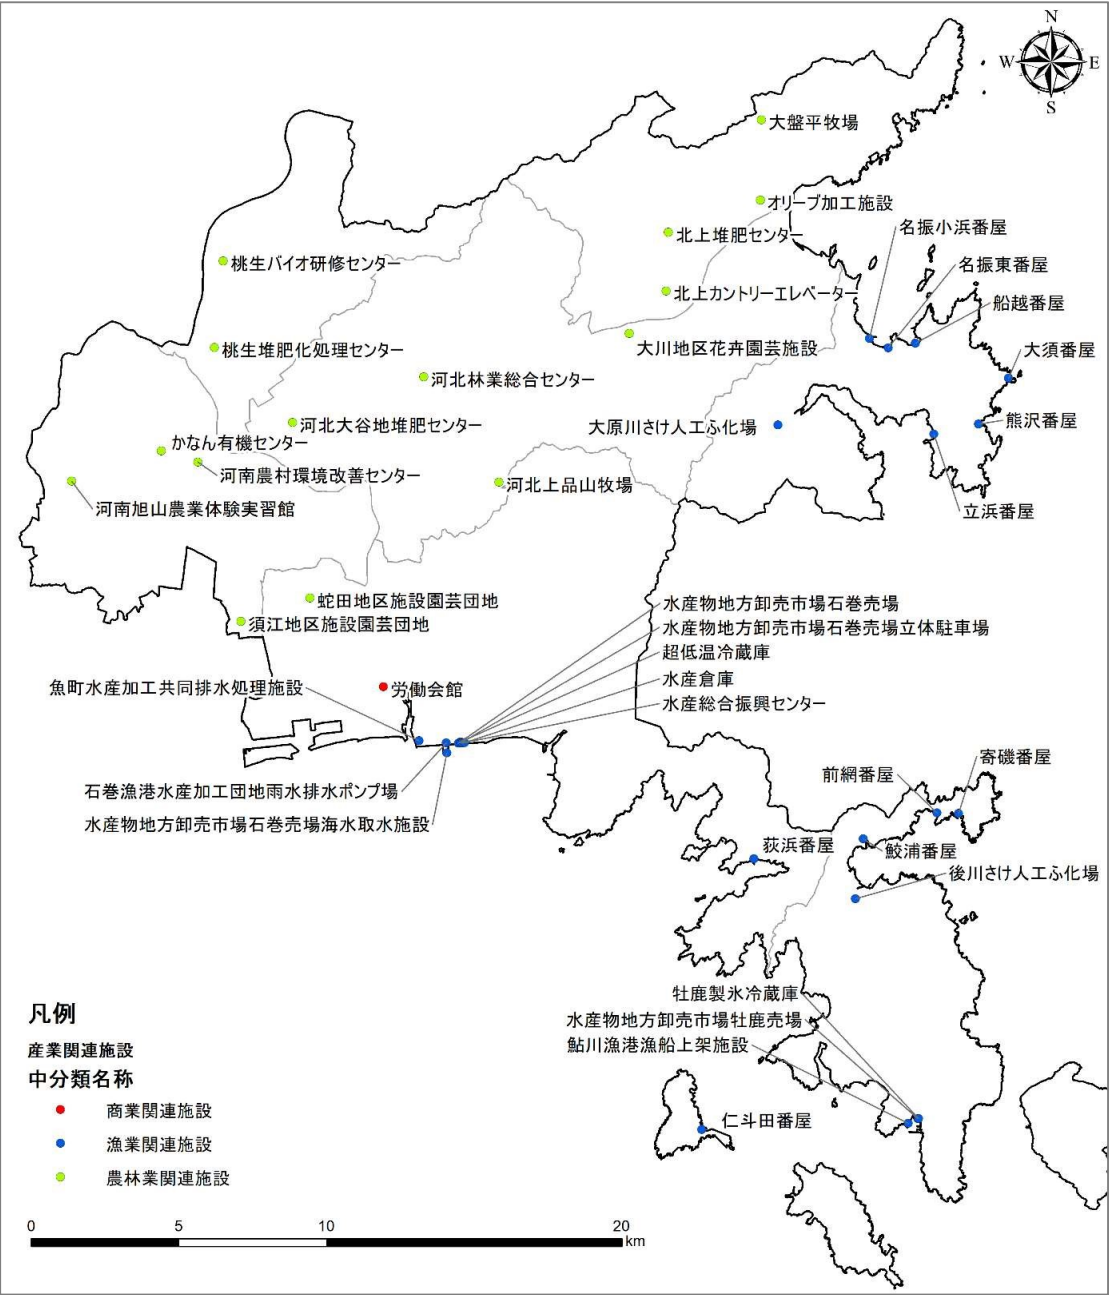 N
W
E
S
大盤平牧場
オリーブ加工施設
北上堆肥センター
名振小浜番屋
桃生バイオ研修センター
名振東番屋
北上カントリーエレベーター
船越番屋
桃生堆肥化処理センター
大川地区花卉園芸施設
大須番屋
河北林業総合センター
河北大谷地堆肥センター
大原川さけ人工ふ化場
熊沢番屋
かなん有機センター
河南農村環境改善センター
河北上品山牧場
河南旭山農業体験実習館
立浜番屋
蛇田地区施設園芸団地
水産物地方卸売市場石巻売場
須江地区施設園芸団地
水産物地方卸売市場石巻売場立体駐車場
超低温冷蔵庫
水産倉庫
魚町水産加工共同排水処理施設
労働会館
水産総合振興センター
寄磯番屋
前網番屋
石巻漁港水産加工団地雨水排水ポンプ場
水産物地方卸売市場石巻売場海水取水施設
荻浜番屋
鮫浦番屋
後川さけ人工ふ化場
牡鹿製氷冷蔵庫
水産物地方卸売市場牡鹿売場
鮎川漁港漁船上架施設
仁斗田番屋
凡例
産業関連施設
中分類名称
商業関連施設
漁業関連施設
農林業関連施設
0 5 10 20
km